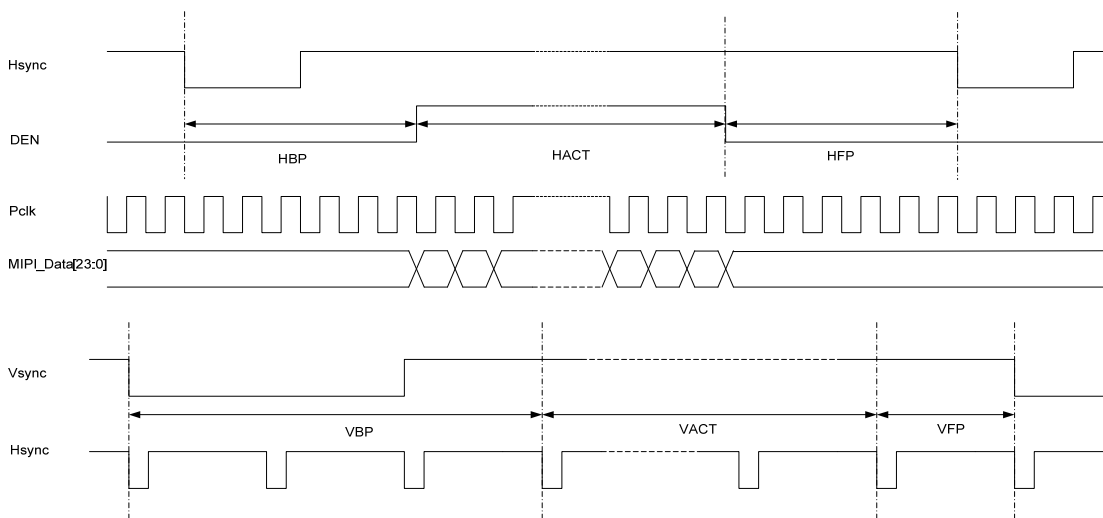 Hsync
DEN
HBP
HACT
HFP
Pclk
MIPI_Data[23:0]
Vsync
VBP
VACT
VFP
Hsync